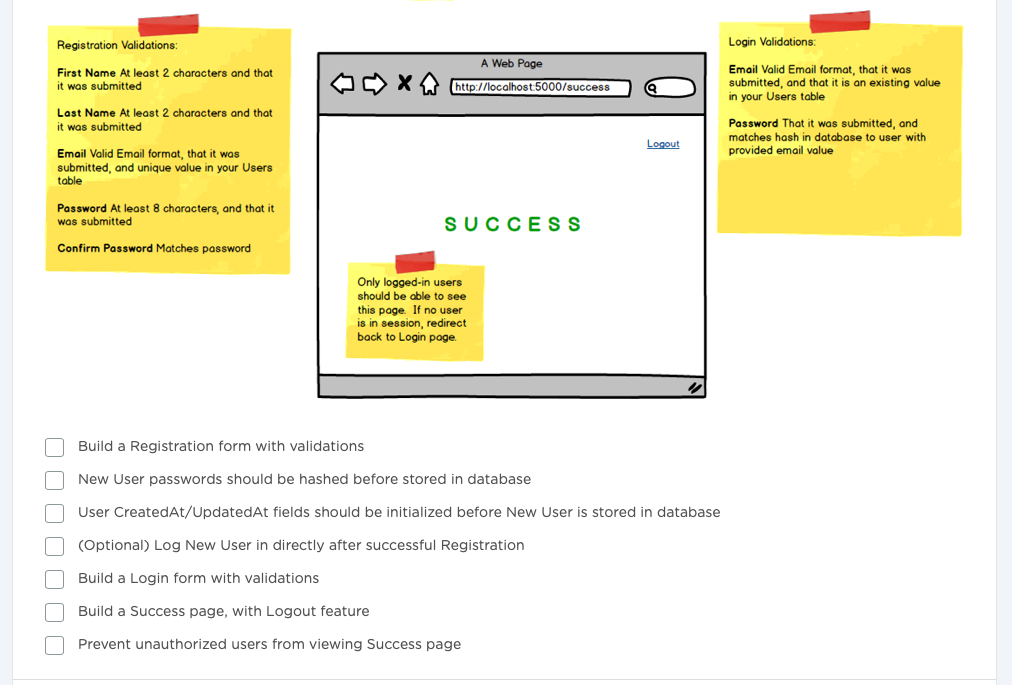 Registration Validations:
First Name At least 2 characters and that
it was submitted
Last Name At least 2 characters and that
it was submitted
Email Valid Email format, that it was
submitted, and unique value in your Users
table
Password At least 8 characters, and that it
was submitted
Confirm Password Matches password
A Web Page
http://localhost:5000/success
Logout
SUCCESS
Only logged-in users
should be able to see
this page. If no user
is in session, redirect
back to Login page.
Login Validations:
Email Valid Email format, that it was
submitted, and that it is an existing value
in your Users table
Password That it was submitted, and
matches hash in database to user with
provided email value
Build a Registration form with validations
New User passwords should be hashed before stored in database
User CreatedAt/UpdatedAt fields should be initialized before New User is stored in database
(Optional) Log New User in directly after successful Registration
Build a Login form with validations
Build a Success page, with Logout feature
Prevent unauthorized users from viewing Success page